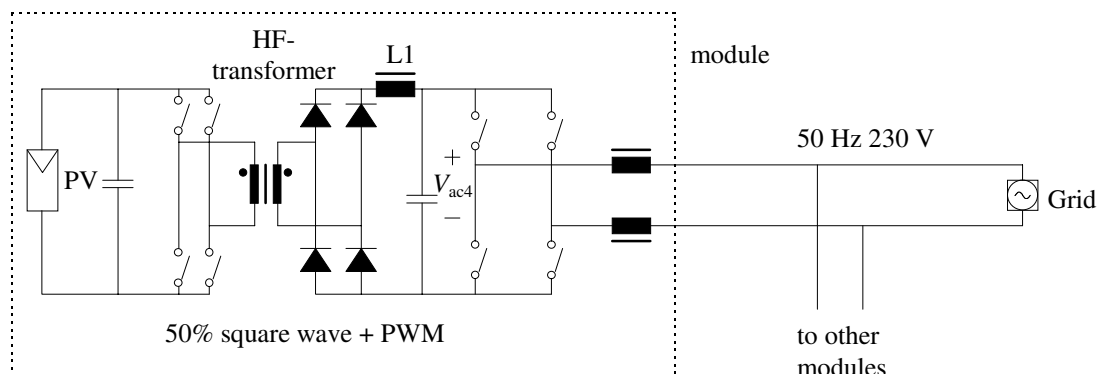 HF-
transformer
L1
module
PV
+
V_ac4
−
50 Hz 230 V
Grid
50% square wave + PWM
to other
modules